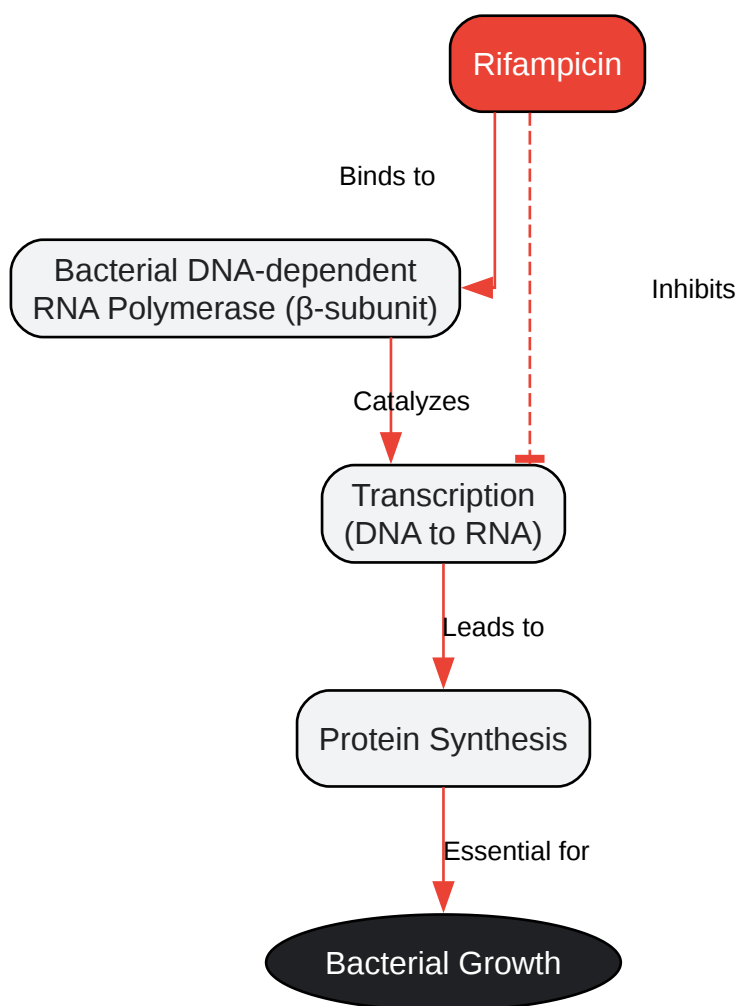 Rifampicin
Binds to
Bacterial DNA-dependent
RNA Polymerase (β-subunit)
Inhibits
Catalyzes
Transcription
(DNA to RNA)
Leads to
Protein Synthesis
Essential for
Bacterial Growth